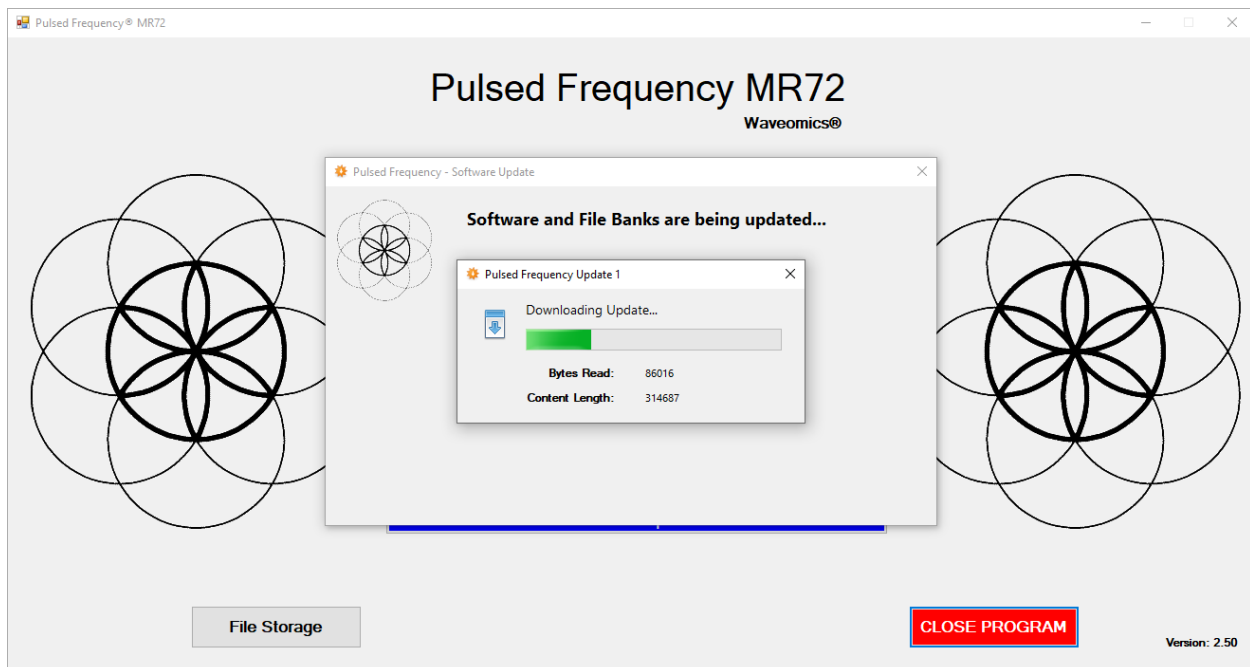 Pulsed Frequency® MR72
Pulsed Frequency MR72
Waveomics®
Pulsed Frequency - Software Update
Software and File Banks are being updated...
Pulsed Frequency Update 1
Downloading Update...
Bytes Read: 86016
Content Length: 314687
File Storage
CLOSE PROGRAM
Version: 2.50